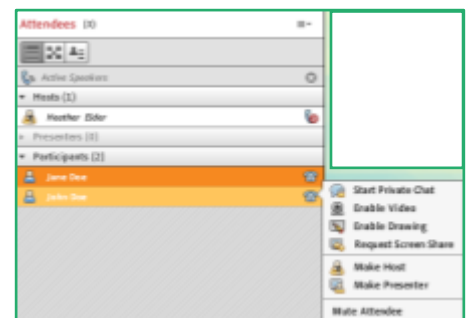 Attendees (3)
Active Speakers
Hosts (1)
Heather Elder
Presenters (0)
Participants (2)
Jane Doe
John Doe
Start Private Chat
Enable Video
Enable Drawing
Request Screen Share
Make Host
Make Presenter
Mute Attendee